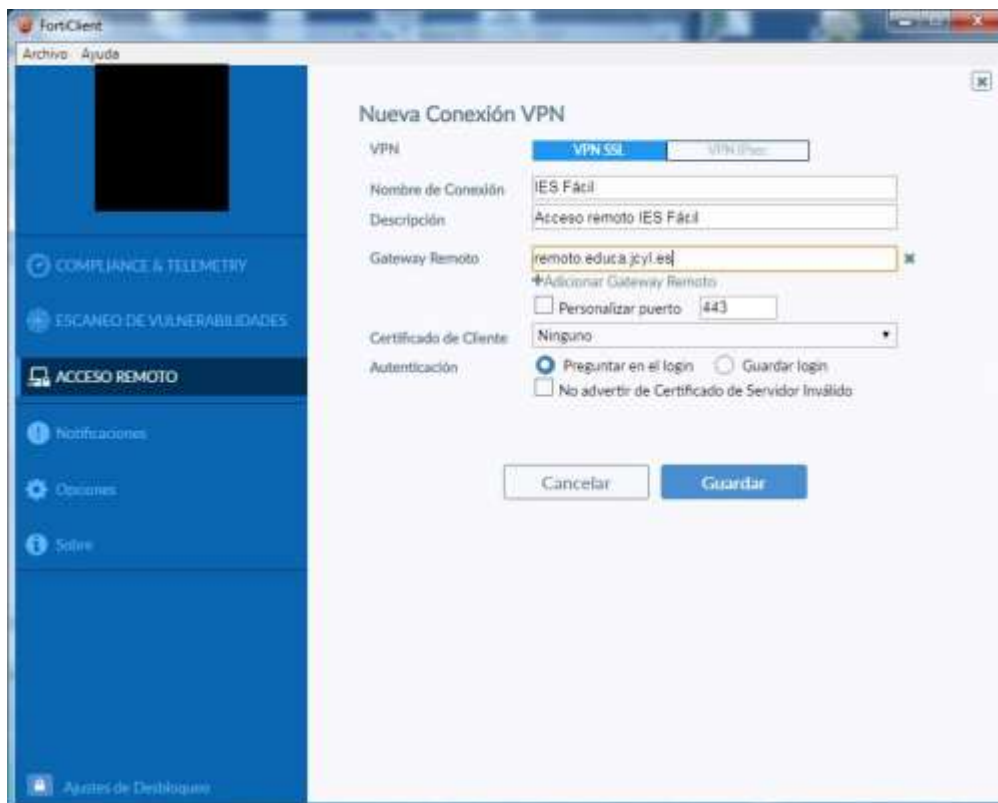 FortiClient
Archivo Ayuda
Nueva Conexión VPN
VPN
VPN SSL
VPN IPsec
Nombre de Conexión
IES Fácil
Descripción
Acceso remoto IES Fácil
Gateway Remoto
remoto.educa.jcyl.es
+Adicionar Gateway Remoto
Personalizar puerto 443
Certificado de Cliente
Ninguno
Autenticación
Preguntar en el login Guardar login
No advertir de Certificado de Servidor Inválido
Cancelar
Guardar
COMPLIANCE & TELEMETRY
ESCANEO DE VULNERABILIDADES
ACCESO REMOTO
Notificaciones
Opciones
Sobre
Ajustes de Desbloqueo